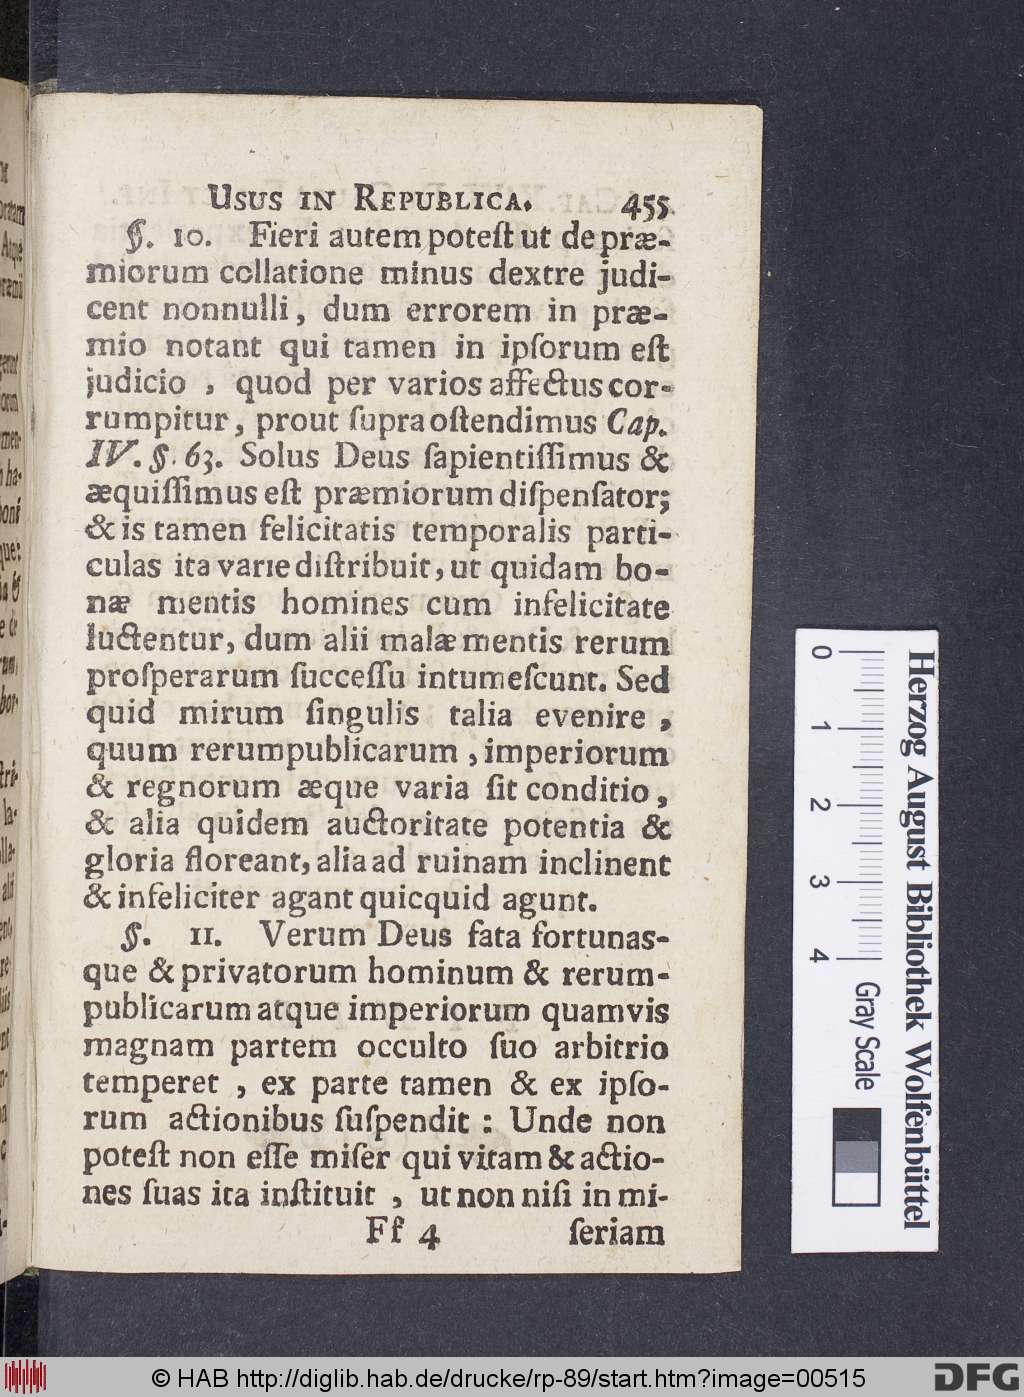 USUS IN REPUBLICA. 455
§. 10. Fieri autem poteſt ut de præ-
miorum collatione minus dextre judi-
cent nonnulli, dum errorem in præ-
mio notant qui tamen in ipſorum eſt
judicio , quod per varios affectus cor-
rumpitur, prout ſupra oſtendimus Cap.
IV. §. 63. Solus Deus ſapientiſſimus &
æquiſſimus eſt præmiorum diſpenſator;
& is tamen felicitatis temporalis parti-
culas ita varie diſtribuit, ut quidam bo-
næ mentis homines cum infelicitate
luctentur, dum alii malæ mentis rerum
proſperarum ſucceſſu intumeſcunt. Sed
quid mirum ſingulis talia evenire ,
quum rerumpublicarum , imperiorum
& regnorum æque varia ſit conditio ,
& alia quidem auctoritate potentia &
gloria floreant, alia ad ruinam inclinent
& infeliciter agant quicquid agunt.
§. 11. Verum Deus fata fortunas-
que & privatorum hominum & rerum-
publicarum atque imperiorum quamvis
magnam partem occulto ſuo arbitrio
temperet , ex parte tamen & ex ipſo-
rum actionibus ſuſpendit : Unde non
poteſt non eſſe miſer qui vitam & actio-
nes ſuas ita inſtituit , ut non niſi in mi-
Ff 4 ſeriam
0 1 2 3 4
Gray Scale
Herzog August Bibliothek Wolfenbüttel
© HAB http://diglib.hab.de/drucke/rp-89/start.htm?image=00515
DFG